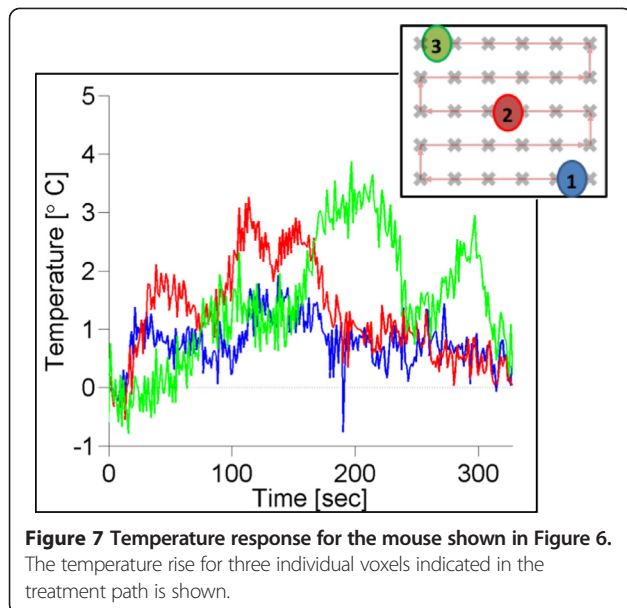 3
2
1
5
4
3
2
1
0
-1
Temperature [° C]
0 100 200 300
Time [sec]
Figure 7 Temperature response for the mouse shown in Figure 6.
The temperature rise for three individual voxels indicated in the
treatment path is shown.